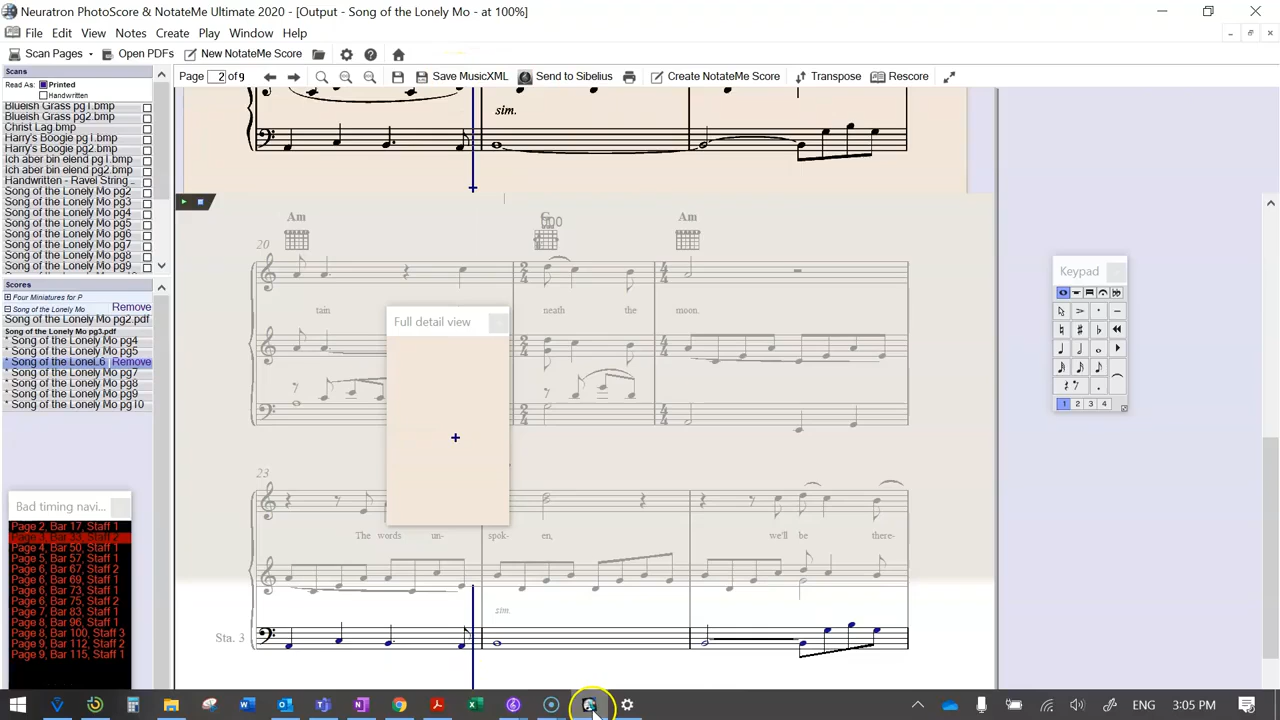 Neuratron PhotoScore & NotateMe Ultimate 2020 - [Output - Song of the Lonely Mo - at 100%]
File Edit View Notes Create Play Window Help
Scan Pages Open PDFs New NotateMe Score
Scans
Read As: Printed
Handwritten
Blueish Grass pg1.bmp
Blueish Grass pg2.bmp
Christ Lag.bmp
Harry's Boogie pg1.bmp
Harry's Boogie pg2.bmp
Ich aber bin elend pg1.bmp
Ich aber bin elend pg2.bmp
Handwritten - Ravel String ..
Song of the Lonely Mo pg2
Song of the Lonely Mo pg3
Song of the Lonely Mo pg4
Song of the Lonely Mo pg5
Song of the Lonely Mo pg6
Song of the Lonely Mo pg7
Song of the Lonely Mo pg8
Scores
Four Miniatures for P
Song of the Lonely Mo Remove
Song of the Lonely Mo pg2.pdf
Song of the Lonely Mo pg3.pdf
* Song of the Lonely Mo pg4
* Song of the Lonely Mo pg5
* Song of the Lonel..6 Remove
* Song of the Lonely Mo pg7
* Song of the Lonely Mo pg8
* Song of the Lonely Mo pg9
* Song of the Lonely Mo pg10
Bad timing navi...
Page 2, Bar 17, Staff 1
Page 3, Bar 33, Staff 2
Page 4, Bar 50, Staff 1
Page 5, Bar 57, Staff 1
Page 6, Bar 67, Staff 2
Page 6, Bar 69, Staff 1
Page 6, Bar 73, Staff 1
Page 6, Bar 75, Staff 2
Page 7, Bar 83, Staff 1
Page 8, Bar 96, Staff 1
Page 8, Bar 100, Staff 3
Page 9, Bar 112, Staff 2
Page 9, Bar 115, Staff 1
Page 2 of 9 Save MusicXML Send to Sibelius Create NotateMe Score Transpose Rescore
sim.
Am Am
20
tain neath the moon.
Full detail view
23
The words un- spok- en, we'll be there-
zim.
Sta. 3
Keypad
1 2 3 4
ENG 3:05 PM